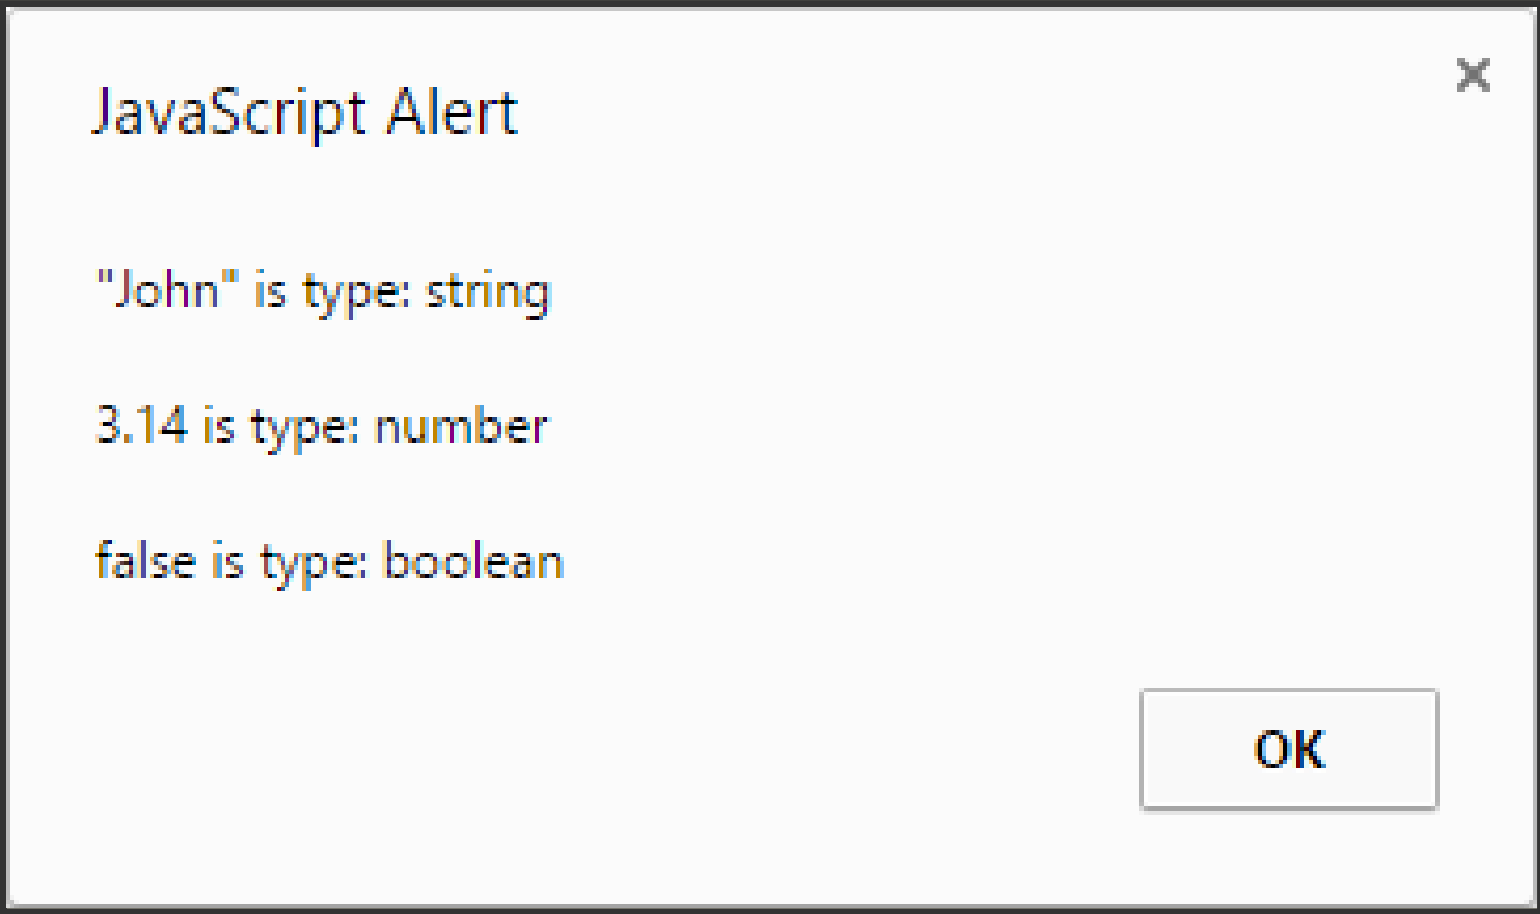 JavaScript Alert
"John" is type: string
3.14 is type: number
false is type: boolean
OK